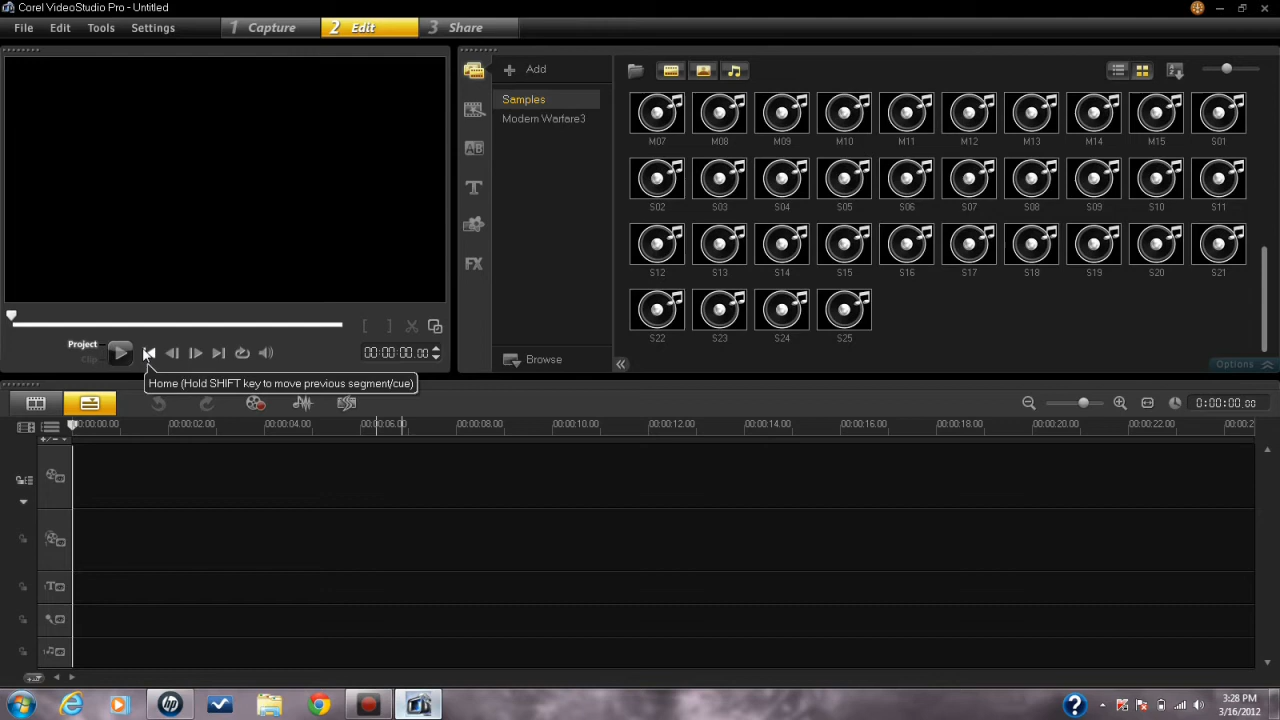 Corel VideoStudio Pro - Untitled
File Edit Tools Settings 1 Capture 2 Edit 3 Share
Add
Samples
Modern Warfare3
M07 M08 M09 M10 M11 M12 M13 M14 M15 S01
S02 S03 S04 S05 S06 S07 S08 S09 S10 S11
S12 S13 S14 S15 S16 S17 S18 S19 S20 S21
S22 S23 S24 S25
AB
T
FX
Project
Clip
00:00:00.00
Browse
Options
Home (Hold SHIFT key to move previous segment/cue)
0:00:00.00
00:00:00.00 00:00:02.00 00:00:04.00 00:00:06.00 00:00:08.00 00:00:10.00 00:00:12.00 00:00:14.00 00:00:16.00 00:00:18.00 00:00:20.00 00:00:22.00 00:00:2
3:28 PM
3/16/2012